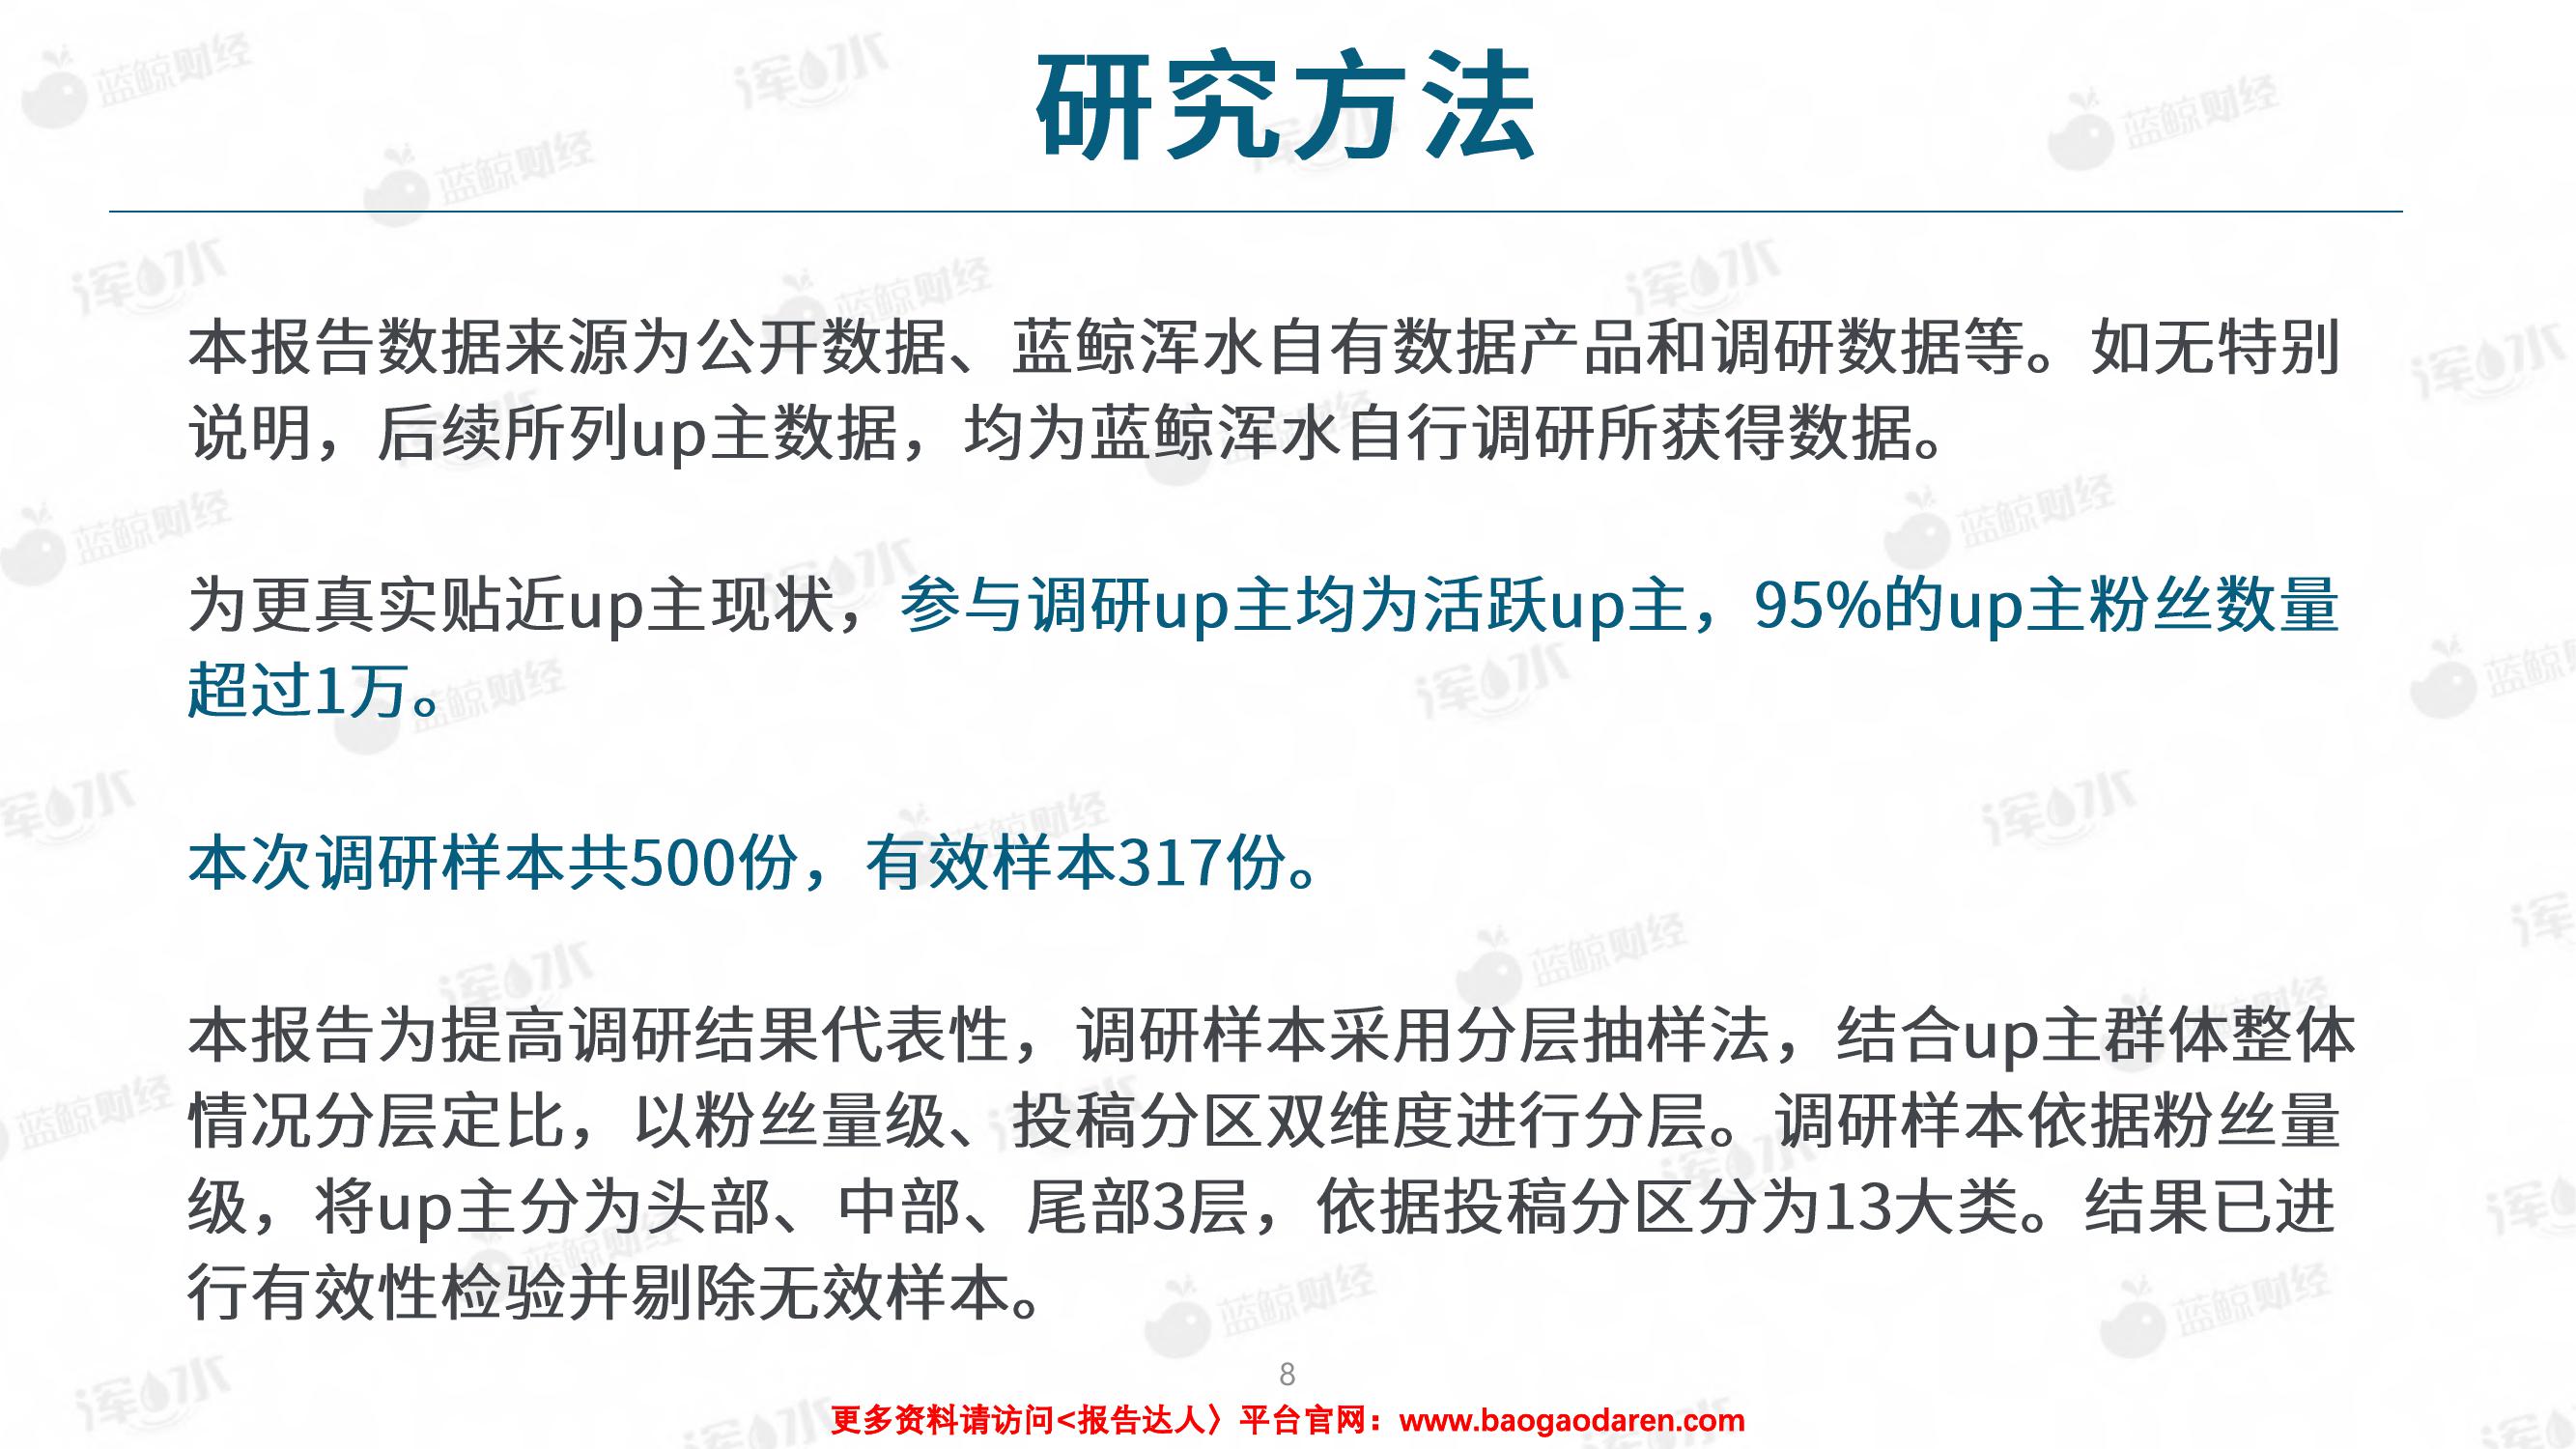 研究方法
本报告数据来源为公开数据、蓝鲸浑水自有数据产品和调研数据等。如无特别
说明，后续所列up主数据，均为蓝鲸浑水自行调研所获得数据。
为更真实贴近up主现状，参与调研up主均为活跃up主，95%的up主粉丝数量
超过1万。
本次调研样本共500份，有效样本317份。
本报告为提高调研结果代表性，调研样本采用分层抽样法，结合up主群体整体
情况分层定比，以粉丝量级、投稿分区双维度进行分层。调研样本依据粉丝量
级，将up主分为头部、中部、尾部3层，依据投稿分区分为13大类。结果已进
行有效性检验并剔除无效样本。
8
更多资料请访问<报告达人〉平台官网：www.baogaodaren.com
蓝鲸财经
浑水